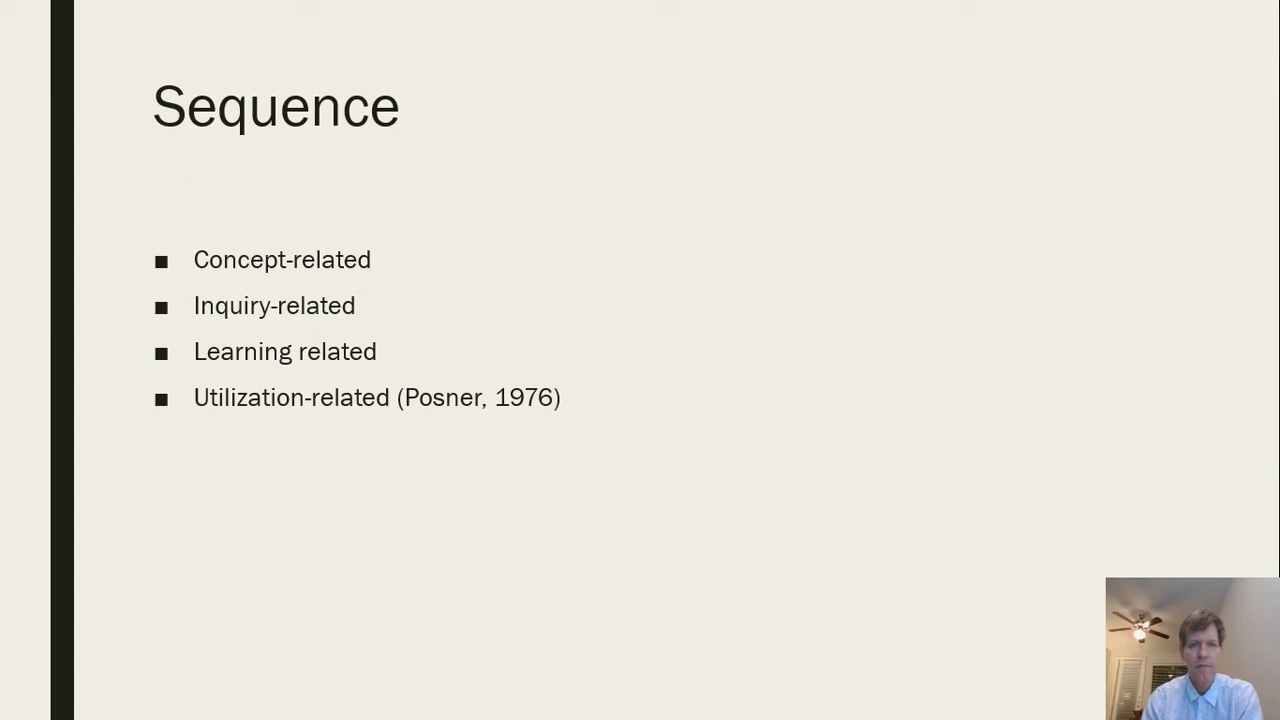 Sequence
■ Concept-related
■ Inquiry-related
■ Learning related
■ Utilization-related (Posner, 1976)